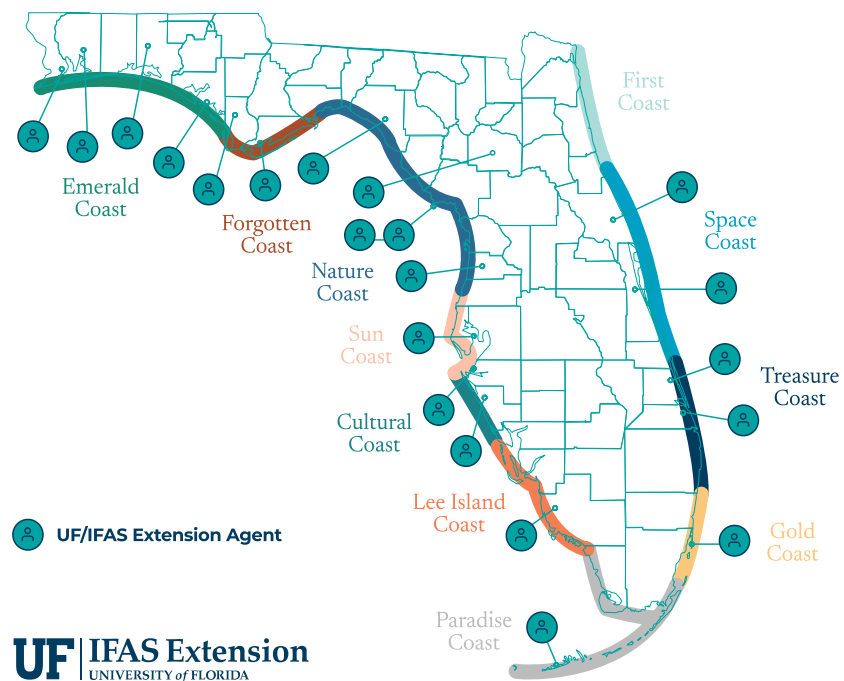 First
Coast
Emerald
Coast
Space
Coast
Forgotten
Coast
Nature
Coast
Sun
Coast
Treasure
Coast
Cultural
Coast
Lee Island
Coast
UF/IFAS Extension Agent
Gold
Coast
Paradise
Coast
UF IFAS Extension
UNIVERSITY of FLORIDA